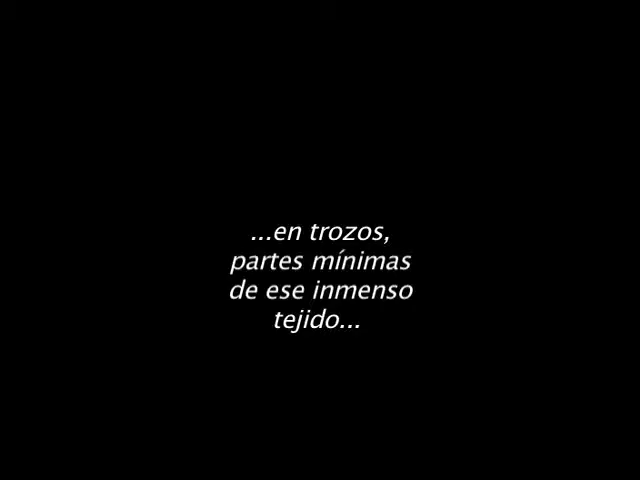 ...en trozos,
partes mínimas
de ese inmenso
tejido...